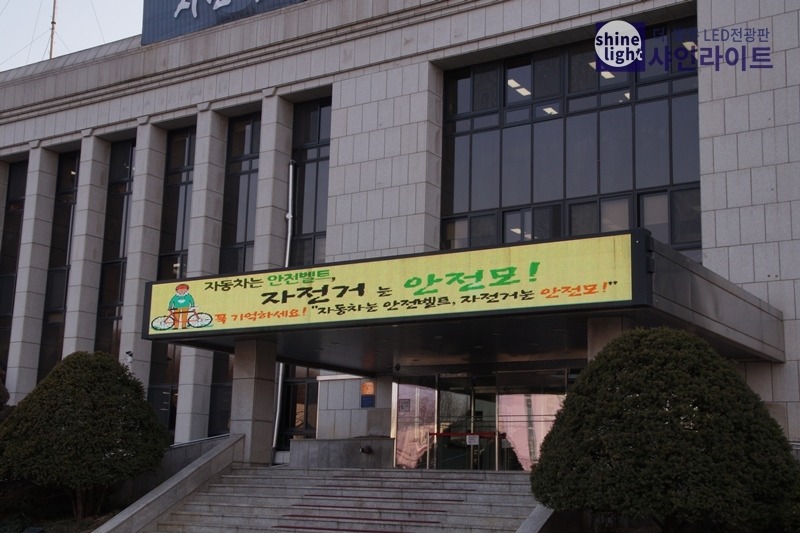 shine
light
LED전광판
샤인라이트
자동차는 안전벨트,
자전거 는 안전모!
꼭 기억하세요! "자동차는 안전벨트, 자전거는 안전모!"